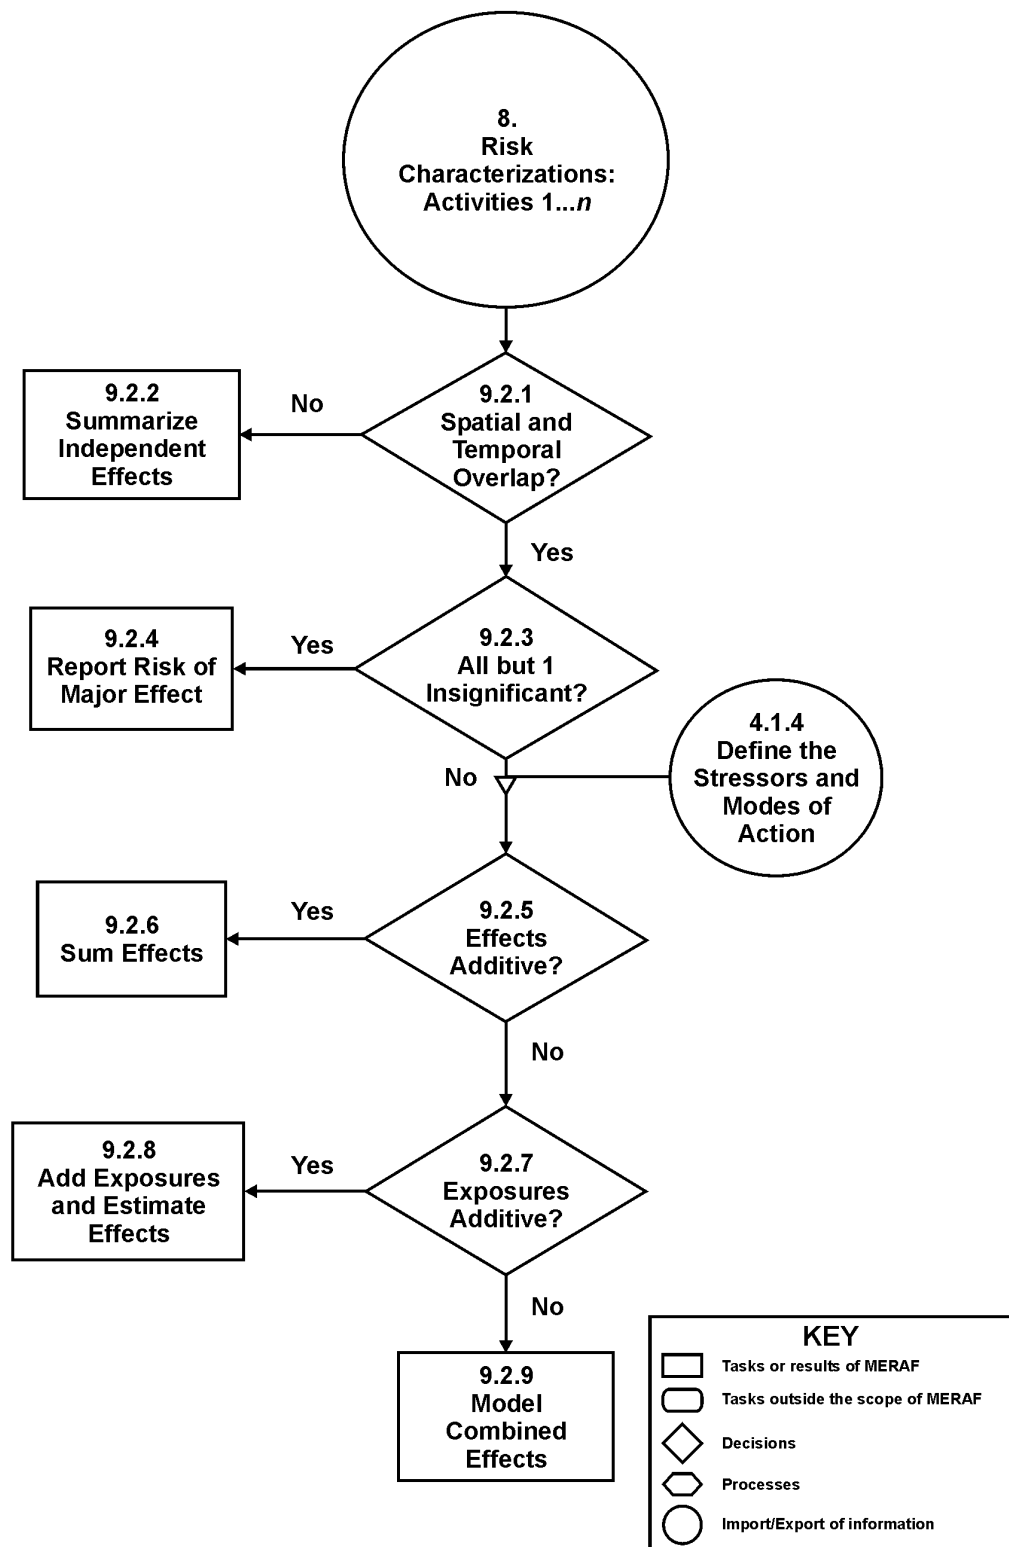 8.
Risk
Characterizations:
Activities 1...n
9.2.2
Summarize
Independent
Effects
No
9.2.1
Spatial and
Temporal
Overlap?
Yes
9.2.4
Report Risk of
Major Effect
Yes
9.2.3
All but 1
Insignificant?
No
4.1.4
Define the
Stressors and
Modes of
Action
9.2.6
Sum Effects
Yes
9.2.5
Effects
Additive?
No
9.2.8
Add Exposures
and Estimate
Effects
Yes
9.2.7
Exposures
Additive?
No
9.2.9
Model
Combined
Effects
KEY
Tasks or results of MERAF
Tasks outside the scope of MERAF
Decisions
Processes
Import/Export of information